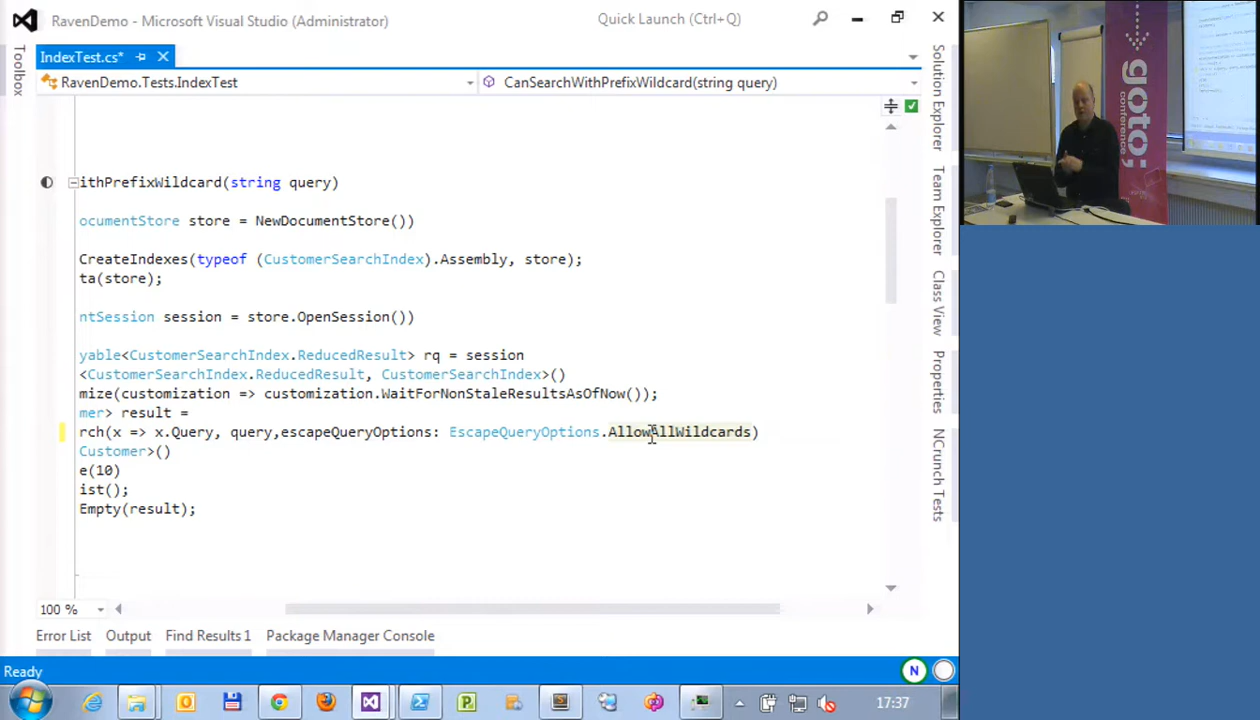 RavenDemo - Microsoft Visual Studio (Administrator)
Quick Launch (Ctrl+Q)
IndexTest.cs*
RavenDemo.Tests.IndexTest
CanSearchWithPrefixWildcard(string query)
Toolbox
ithPrefixWildcard(string query)
ocumentStore store = NewDocumentStore())
CreateIndexes(typeof (CustomerSearchIndex).Assembly, store);
ta(store);
ntSession session = store.OpenSession())
yable<CustomerSearchIndex.ReducedResult> rq = session
<CustomerSearchIndex.ReducedResult, CustomerSearchIndex>()
mize(customization => customization.WaitForNonStaleResultsAsOfNow());
mer> result =
rch(x => x.Query, query,escapeQueryOptions: EscapeQueryOptions.AllowAllWildcards)
Customer>()
e(10)
ist();
Empty(result);
100 %
Solution Explorer
Team Explorer
Class View
Properties
NCrunch Tests
Error List
Output
Find Results 1
Package Manager Console
Ready
N
17:37
goto;
conference